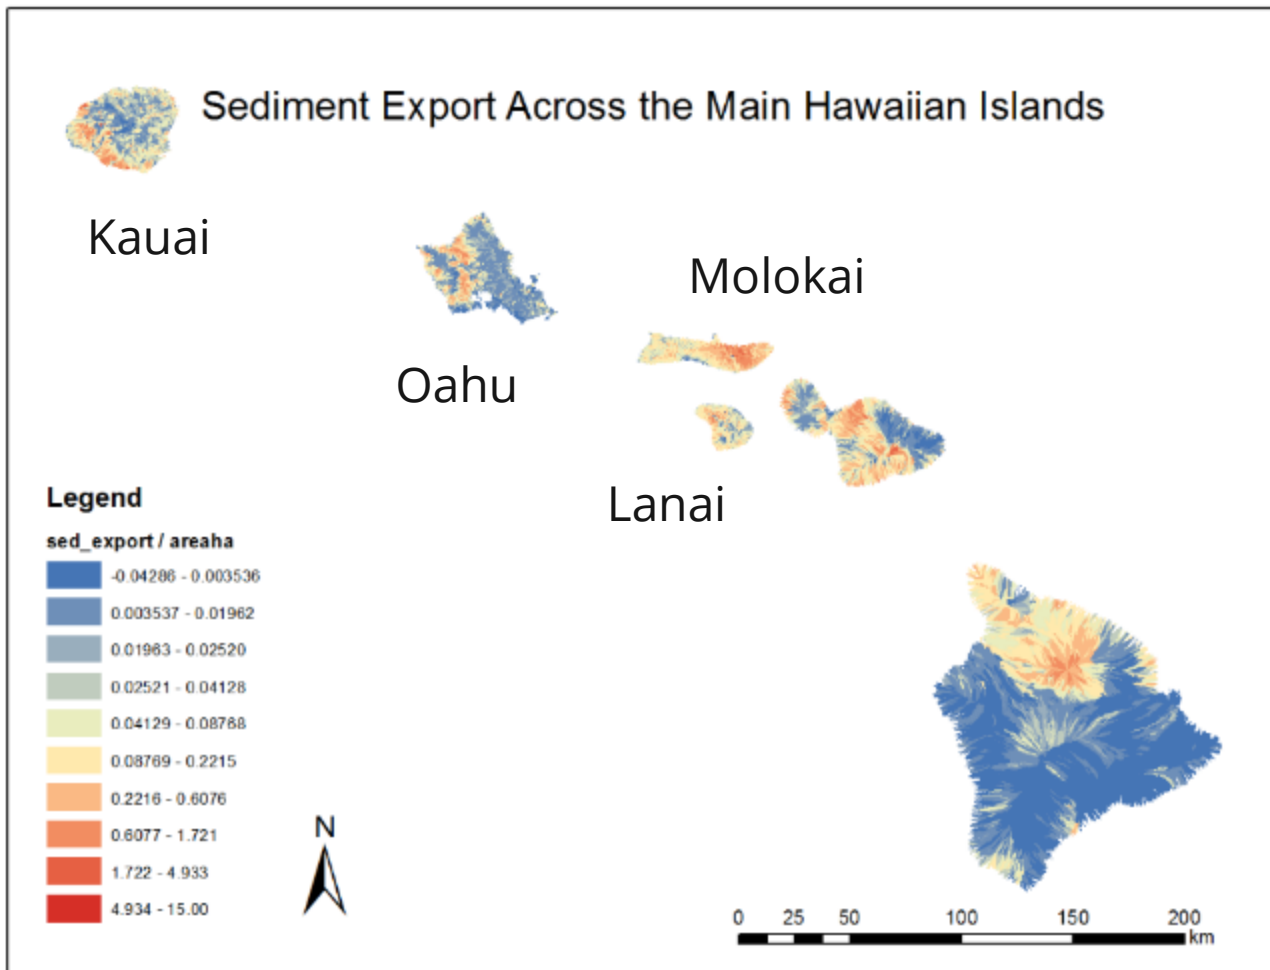 Sediment Export Across the Main Hawaiian Islands
Kauai
Oahu
Molokai
Lanai
Legend
sed_export / areaha
-0.04286 - 0.003536
0.003537 - 0.01962
0.01963 - 0.02520
0.02521 - 0.04128
0.04129 - 0.08768
0.08769 - 0.2215
0.2216 - 0.6076
0.6077 - 1.721
1.722 - 4.933
4.934 - 15.00
N
0 25 50 100 150 200
km